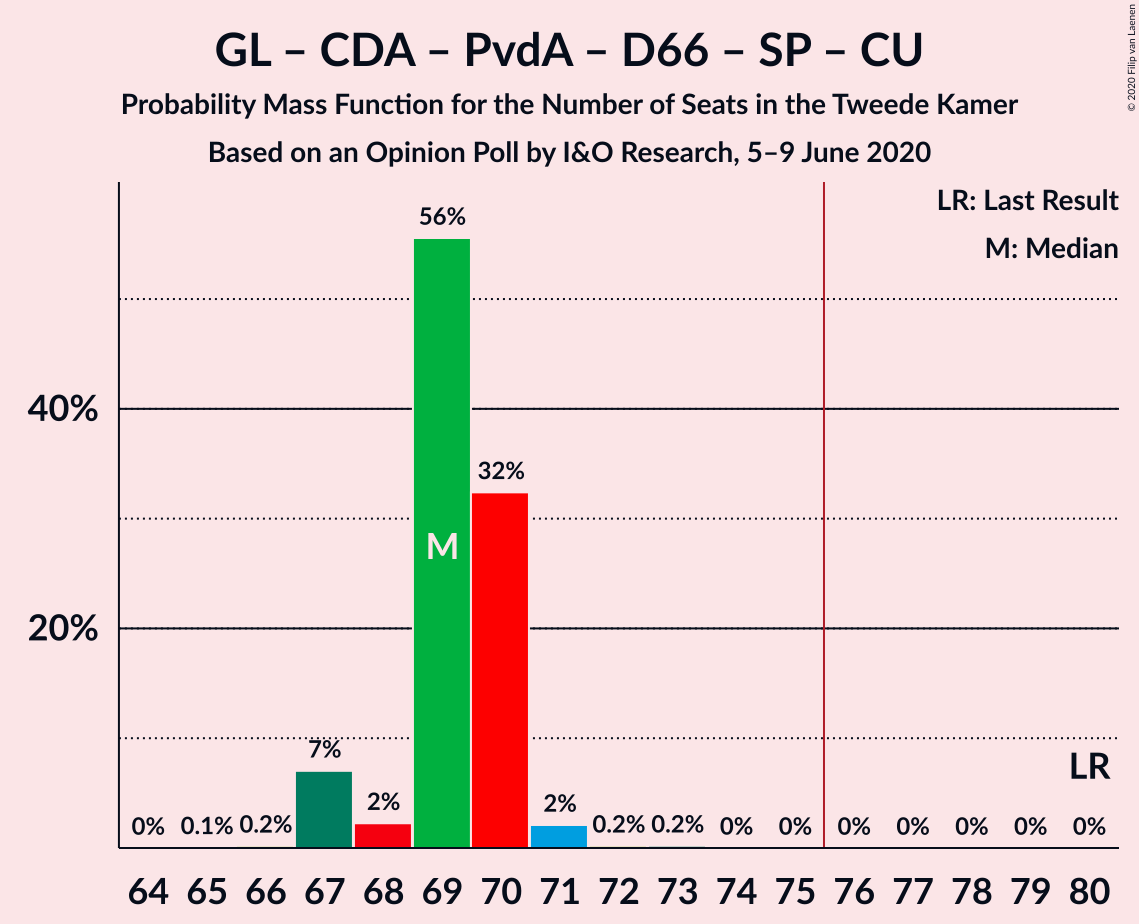 GL – CDA – PvdA – D66 – SP – CU
Probability Mass Function for the Number of Seats in the Tweede Kamer
Based on an Opinion Poll by I&O Research, 5–9 June 2020
© 2020 Filip van Laenen
LR: Last Result
M: Median
56%
40%
32%
M
20%
7%
LR
0% 0.1% 0.2% 2% 2% 0.2% 0.2% 0% 0% 0% 0% 0% 0% 0%
64 65 66 67 68 69 70 71 72 73 74 75 76 77 78 79 80